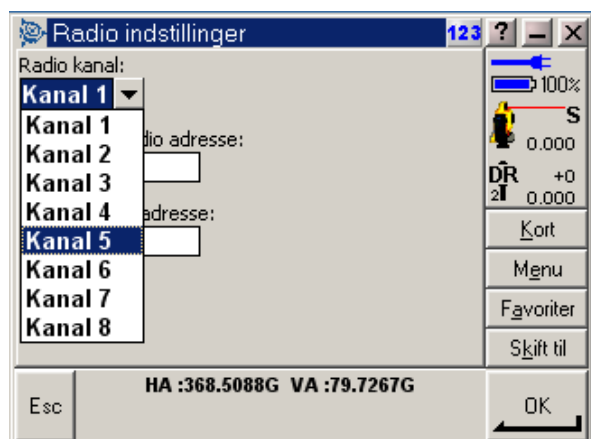 Radio indstillinger 123 ?
Radio kanal:
Kanal 1
Kanal 1
Kanal 2
Kanal 3
Kanal 4
Kanal 5
Kanal 6
Kanal 7
Kanal 8
adresse:
adresse:
100%
S
0.000
DR +0
2 0.000
Kort
Menu
Favoriter
Skift til
Esc
HA :368.5088G VA :79.7267G
OK